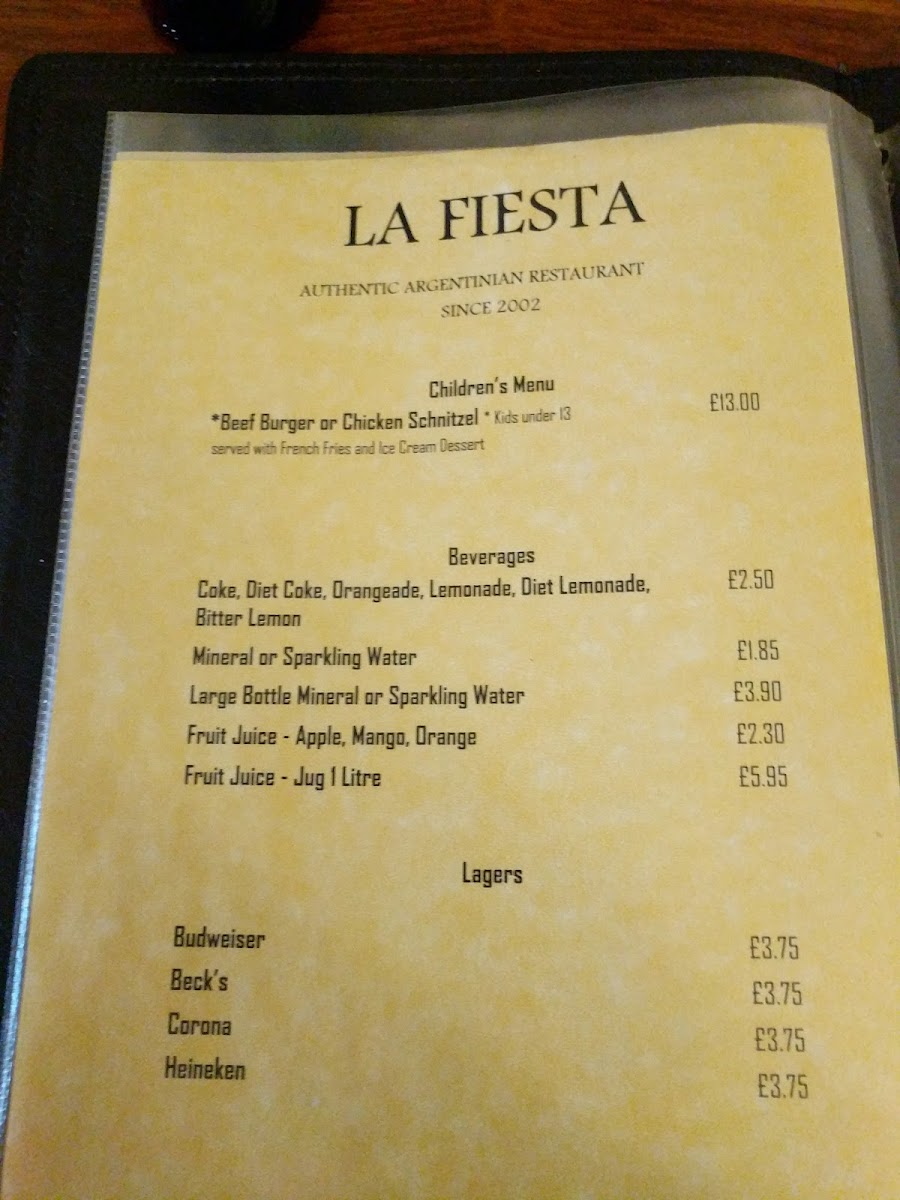 LA FIESTA
AUTHENTIC ARGENTINIAN RESTAURANT
SINCE 2002
Children's Menu
*Beef Burger or Chicken Schnitzel * Kids under 13 £13.00
served with French Fries and Ice Cream Dessert
Beverages
Coke, Diet Coke, Orangeade, Lemonade, Diet Lemonade, £2.50
Bitter Lemon
Mineral or Sparkling Water £1.85
Large Bottle Mineral or Sparkling Water £3.90
Fruit Juice - Apple, Mango, Orange £2.30
Fruit Juice - Jug 1 Litre £5.95
Lagers
Budweiser £3.75
Beck's £3.75
Corona £3.75
Heineken £3.75